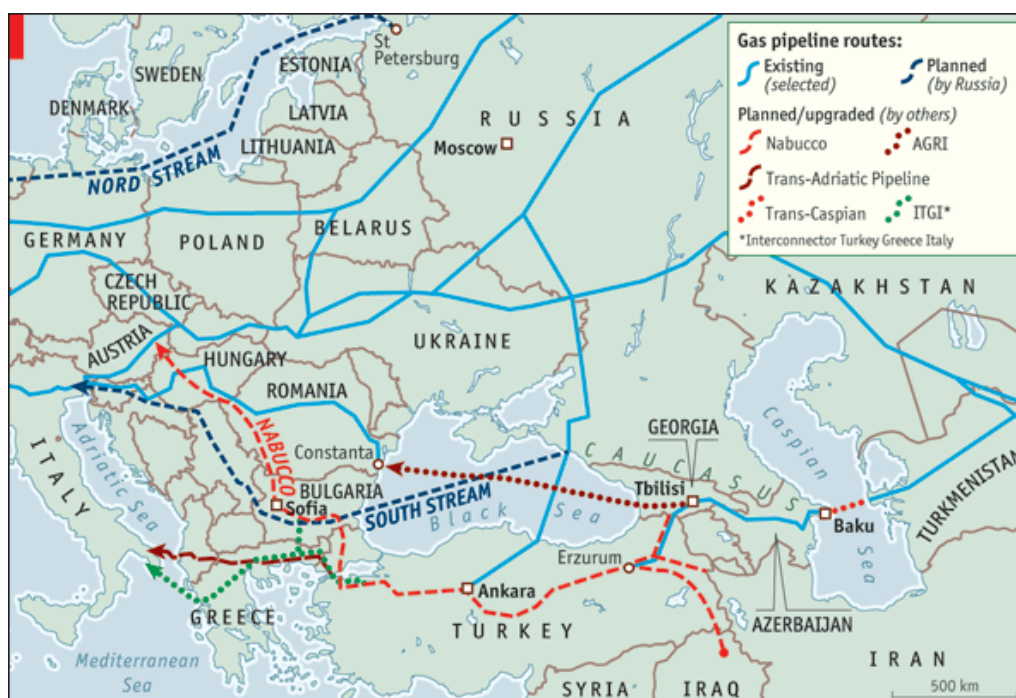 Gas pipeline routes:
Existing
(selected)
Planned
(by Russia)
Planned/upgraded (by others)
Nabucco
AGRI
Trans-Adriatic Pipeline
Trans-Caspian
ITGI*
*Interconnector Turkey Greece Italy
St
Petersburg
SWEDEN
ESTONIA
DENMARK
LATVIA
RUSSIA
LITHUANIA
Moscow
NORD STREAM
BELARUS
GERMANY
POLAND
CZECH
REPUBLIC
KAZAKHSTAN
UKRAINE
AUSTRIA
HUNGARY
ROMANIA
NABUCCO
Constanta
GEORGIA
CAUCASUS
Caspian
Sea
ITALY
Adriatic Sea
BULGARIA
Sofia
SOUTH STREAM
Black Sea
Tbilisi
Baku
TURKMENISTAN
Erzurum
Ankara
GREECE
TURKEY
AZERBAIJAN
Mediterranean
Sea
SYRIA
IRAQ
IRAN
500 km